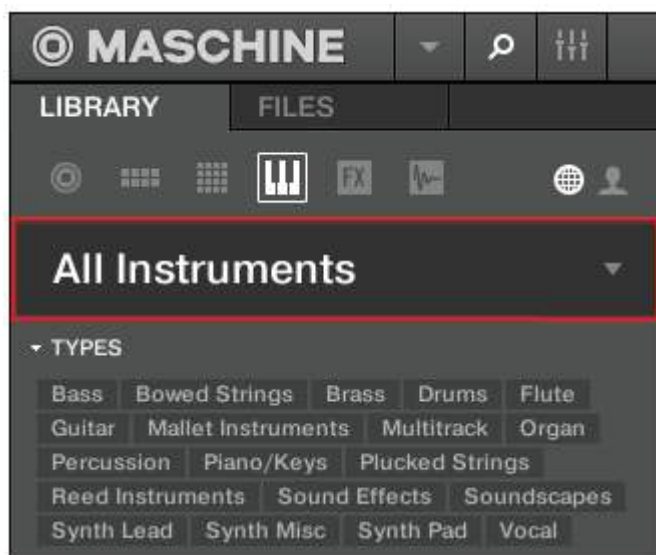 MASCHINE
LIBRARY FILES
FX
All Instruments
TYPES
Bass Bowed Strings Brass Drums Flute
Guitar Mallet Instruments Multitrack Organ
Percussion Piano/Keys Plucked Strings
Reed Instruments Sound Effects Soundscapes
Synth Lead Synth Misc Synth Pad Vocal